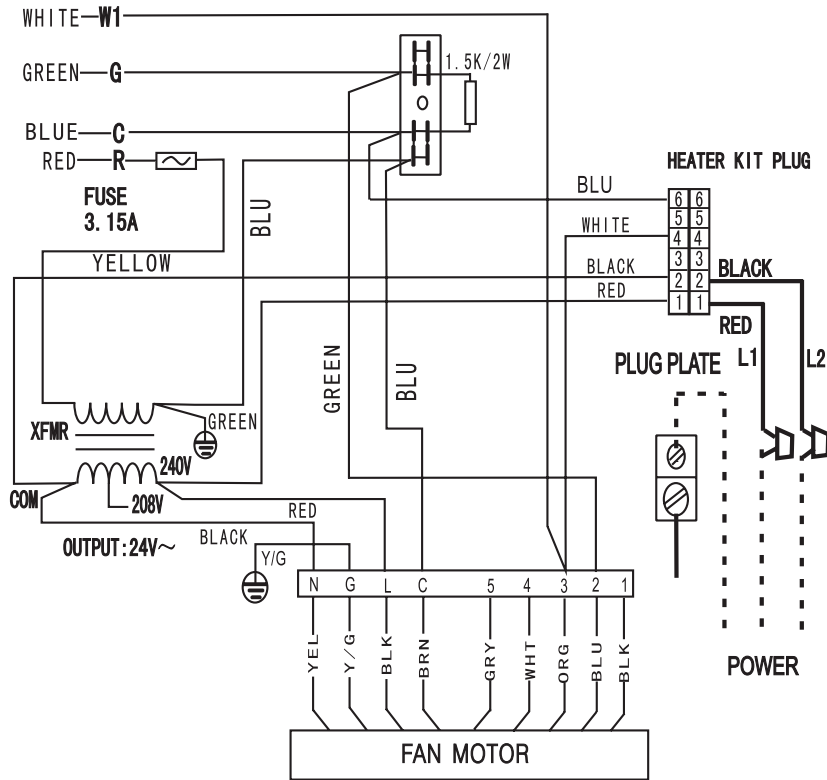 WHITE W1
GREEN G
BLUE C
RED R
FUSE
3.15A
1.5K/2W
HEATER KIT PLUG
BLU
WHITE
BLACK
RED
6 6
5 5
4 4
3 3
2 2
1 1
BLACK
RED
L1
L2
PLUG PLATE
BLU
YELLOW
GREEN
BLU
XFMR
GREEN
240V
COM
208V
RED
OUTPUT:24V~
BLACK
Y/G
N G L C 5 4 3 2 1
YEL Y/G BLK BRN GRY WHT ORG BLU BLK
POWER
FAN MOTOR